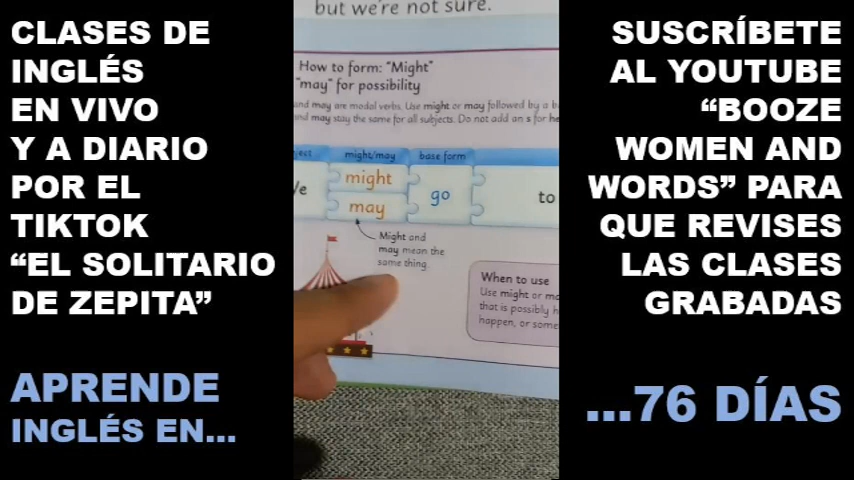 CLASES DE
INGLÉS
EN VIVO
Y A DIARIO
POR EL
TIKTOK
“EL SOLITARIO
DE ZEPITA”
APRENDE
INGLÉS EN...
but we're not sure.
How to form: "Might"
"may" for possibility
and may are modal verbs. Use might or may followed by a
and may stay the same for all subjects. Do not add an s for
might/may base form
might
may
go
to
Might and
may mean the
same thing.
When to use
Use might or
that is possibly
happen, or some
SUSCRÍBETE
AL YOUTUBE
“BOOZE
WOMEN AND
WORDS” PARA
QUE REVISES
LAS CLASES
GRABADAS
...76 DÍAS